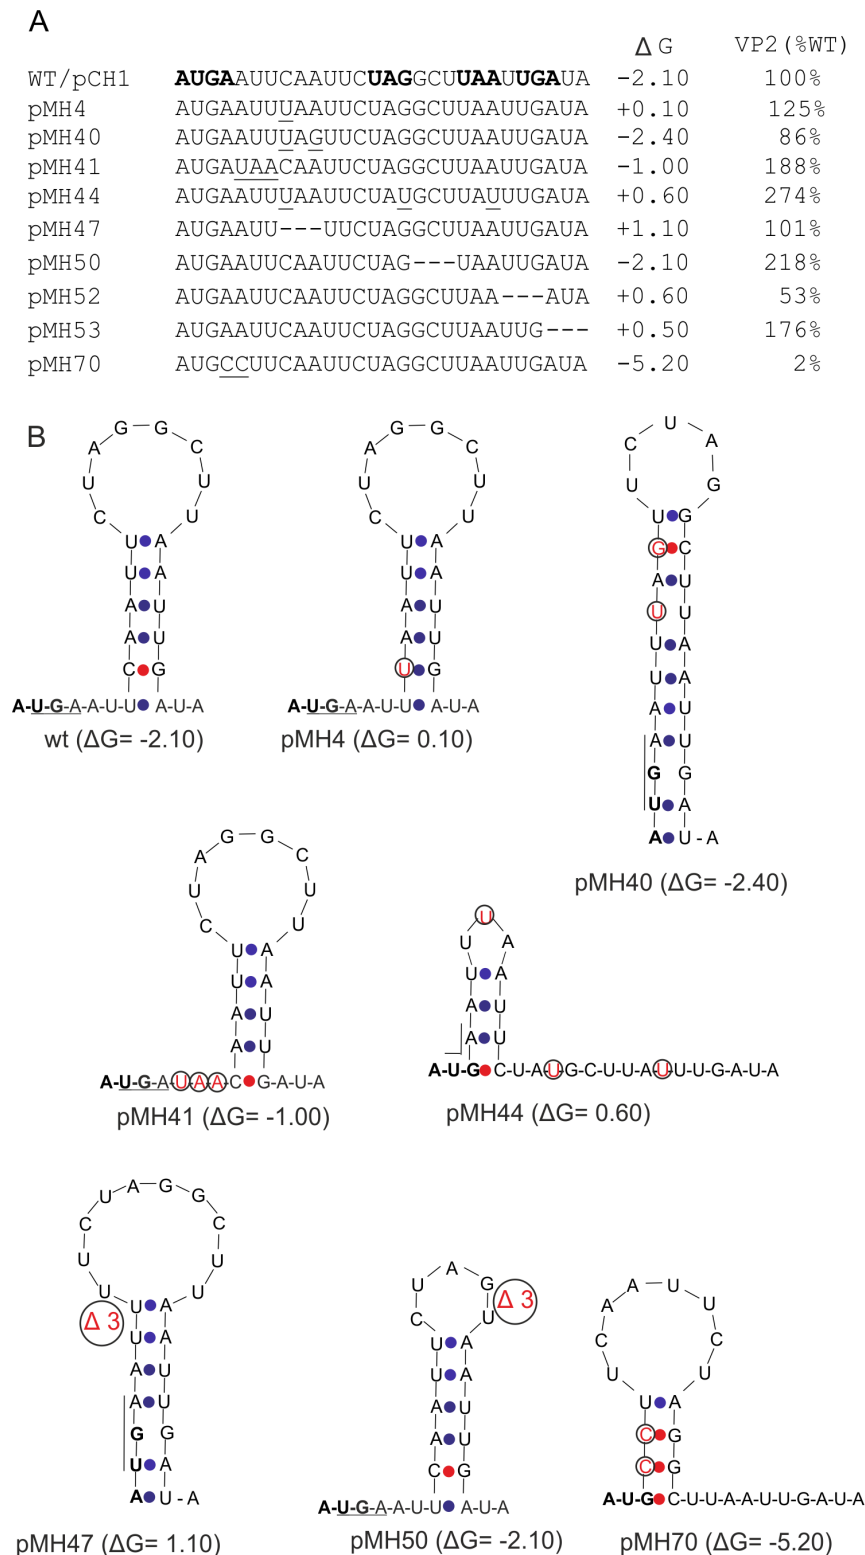 A
Δ G VP2(%WT)
WT/pCH1 AUGAAUUCAAUUCUAGGCUUAAUUGAUA -2.10 100%
pMH4 AUGAAUUUAAUUCUAGGCUUAAUUGAUA +0.10 125%
pMH40 AUGAAUUUAGUUCUAGGCUUAAUUGAUA -2.40 86%
pMH41 AUGAUAACAAUUCUAGGCUUAAUUGAUA -1.00 188%
pMH44 AUGAAUUUAAUUCUAUGCUUAUUUGAUA +0.60 274%
pMH47 AUGAAUU---UUCUAGGCUUAAUUGAUA +1.10 101%
pMH50 AUGAAUUCAAUUCUAG---UAAUUGAUA -2.10 218%
pMH52 AUGAAUUCAAUUCUAGGCUUAA---AUA +0.60 53%
pMH53 AUGAAUUCAAUUCUAGGCUUAAUUG--- +0.50 176%
pMH70 AUGCCUUCAAUUCUAGGCUUAAUUGAUA -5.20 2%
B
G-G
A C
U U
C U
U A
U A
A U
A U
C G
A-U-G-A-A-U-U A-U-A
wt (ΔG= -2.10)
G-G
A C
U U
C U
U A
U A
A U
A U
U G
A-U-G-A-A-U-U A-U-A
pMH4 (ΔG= 0.10)
U
C A
U G
U G
G C
A U
U U
U A
U A
A U
A U
G G
U A
A U-A
pMH40 (ΔG= -2.40)
G-G
A C
U U
C U
U A
U A
A U
A U
A-U-G-A-U-A-A-C G-A-U-A
pMH41 (ΔG= -1.00)
U
U A
U A
A U
A U
A-U-G C-U-A-U-G-C-U-U-A-U-U-U-G-A-U-A
pMH44 (ΔG= 0.60)
U A G G
C C
U U
U U
Δ 3
U A
U A
A U
A U
G G
U A
A U-A
pMH47 (ΔG= 1.10)
U A G
C U Δ 3
U A
U A
A U
A U
C G
A-U-G-A-A-U-U A-U-A
pMH50 (ΔG= -2.10)
A A U U
C C
U U
U A
C G
C G
A-U-G C-U-U-A-A-U-U-G-A-U-A
pMH70 (ΔG= -5.20)